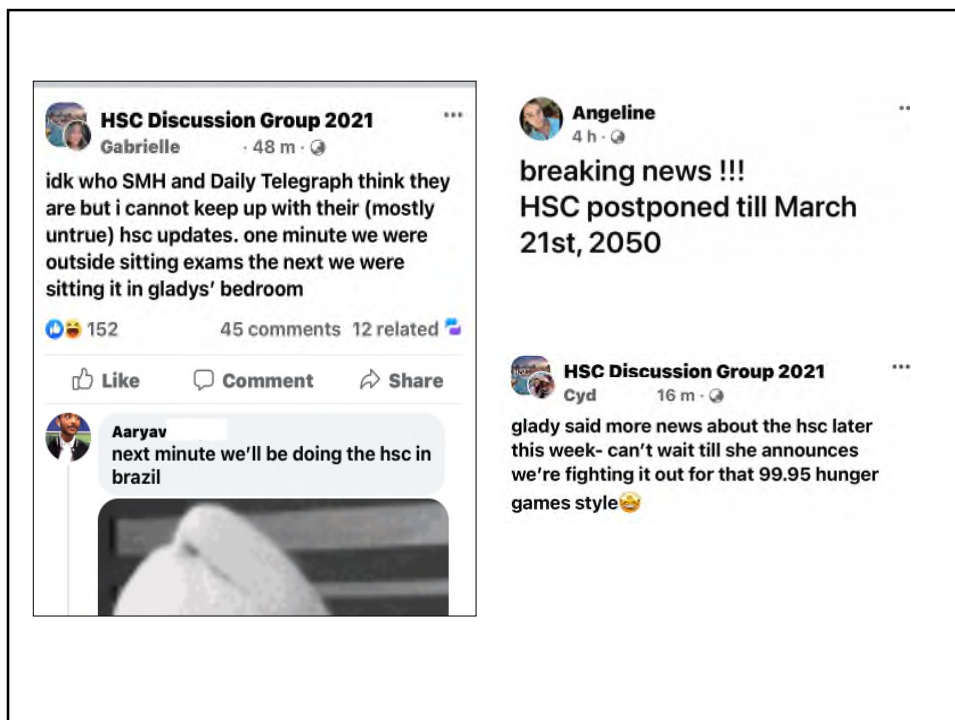 HSC Discussion Group 2021
Gabrielle · 48 m ·
idk who SMH and Daily Telegraph think they
are but i cannot keep up with their (mostly
untrue) hsc updates. one minute we were
outside sitting exams the next we were
sitting it in gladys’ bedroom
152 45 comments 12 related
Like Comment Share
Aaryav
next minute we’ll be doing the hsc in
brazil
Angeline
4 h ·
breaking news !!!
HSC postponed till March
21st, 2050
HSC Discussion Group 2021
Cyd 16 m ·
glady said more news about the hsc later
this week- can’t wait till she announces
we’re fighting it out for that 99.95 hunger
games style🤩